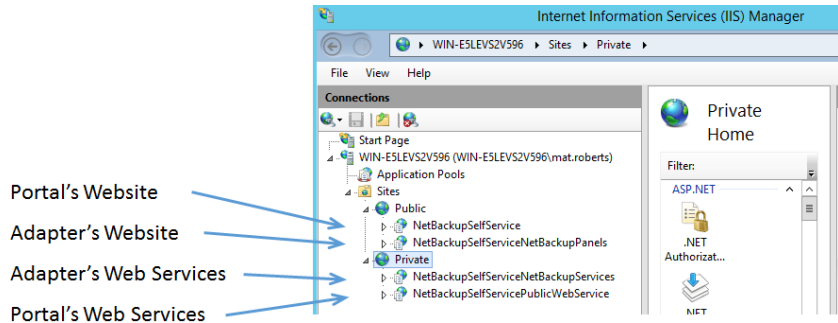 Internet Information Services (IIS) Manager
WIN-E5LEVS2V596 Sites Private
File View Help
Connections
Start Page
WIN-E5LEVS2V596 (WIN-E5LEVS2V596\mat.roberts)
Application Pools
Sites
Public
NetBackupSelfService
NetBackupSelfServiceNetBackupPanels
Private
NetBackupSelfServiceNetBackupServices
NetBackupSelfServicePublicWebService
Private
Home
Filter:
ASP.NET
.NET
Authorizat...
.NET
Portal's Website
Adapter's Website
Adapter's Web Services
Portal's Web Services